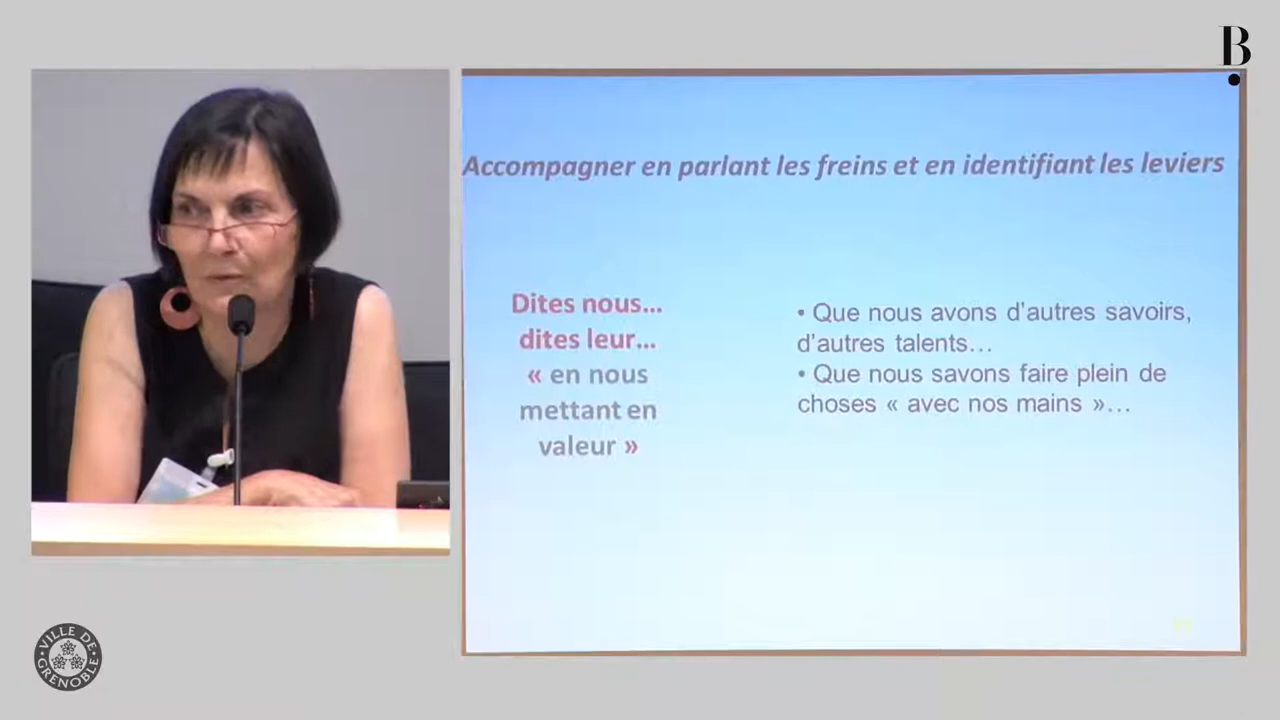 B
Accompagner en parlant les freins et en identifiant les leviers
Dites nous...
dites leur...
« en nous
mettant en
valeur »
• Que nous avons d'autres savoirs,
d'autres talents…
• Que nous savons faire plein de
choses « avec nos mains »…
VILLE DE
GRENOBLE